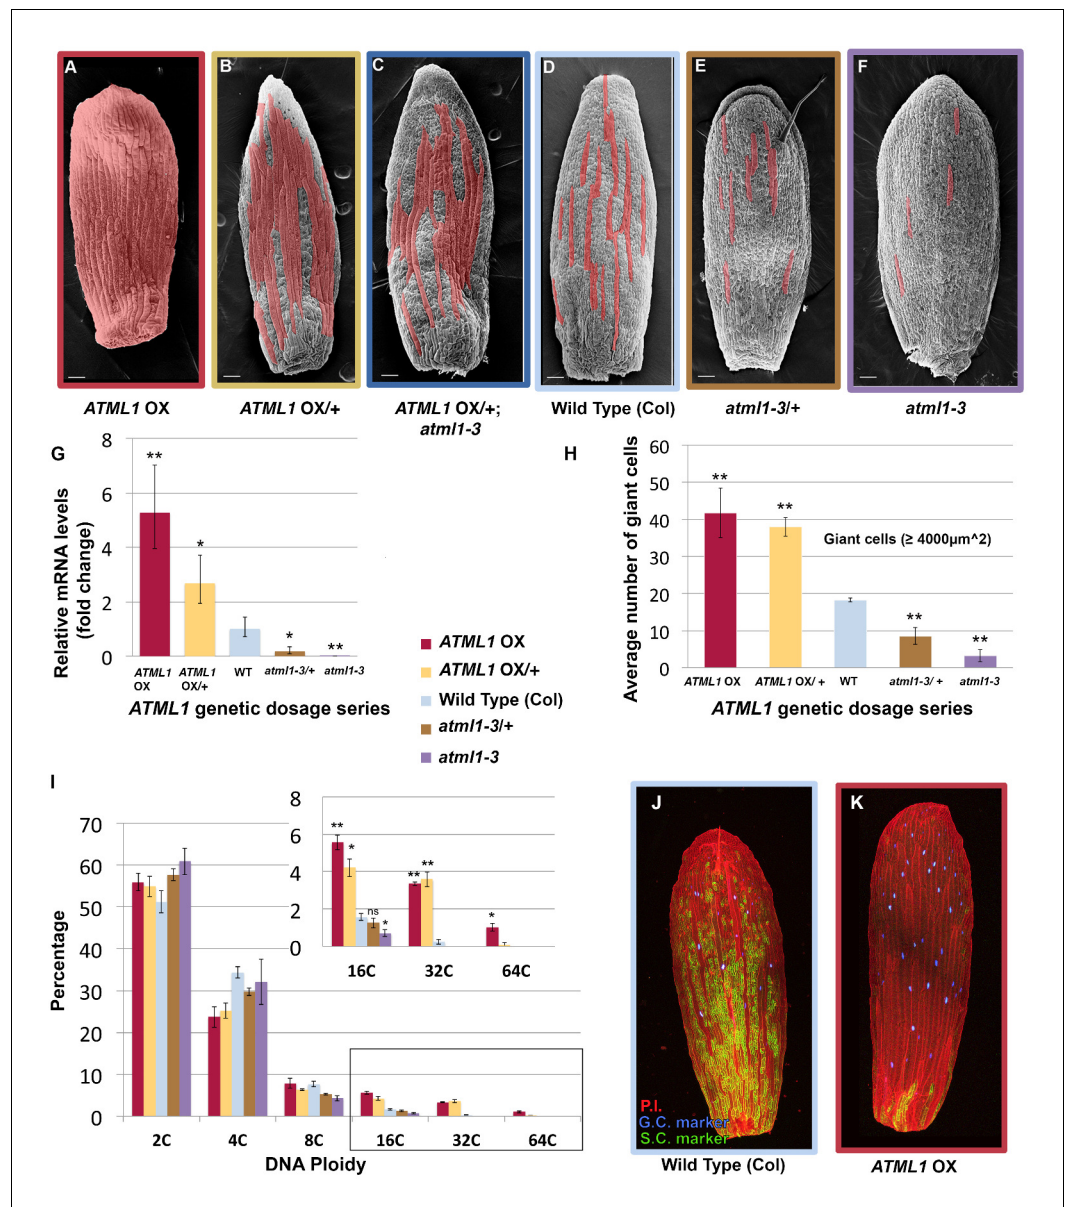 A
B
C
D
E
F
ATML1 OX
ATML1 OX/+
ATML1 OX/+;
atml1-3
Wild Type (Col)
atml1-3/+
atml1-3
G
Relative mRNA levels
(fold change)
8
6
4
2
0
**
*
*
**
ATML1
OX
ATML1
OX/+
WT
atml1-3/+
atml1-3
ATML1 genetic dosage series
ATML1 OX
ATML1 OX/+
Wild Type (Col)
atml1-3/+
atml1-3
H
Average number of giant cells
60
50
40
30
20
10
0
**
**
**
**
Giant cells (≥ 4000µm^2)
ATML1 OX
ATML1 OX/+
WT
atml1-3/+
atml1-3
ATML1 genetic dosage series
I
Percentage
70
60
50
40
30
20
10
0
2C
4C
8C
16C
32C
64C
DNA Ploidy
8
6
4
2
0
**
*
ns
*
**
**
*
16C
32C
64C
J
P.I.
G.C. marker
S.C. marker
Wild Type (Col)
K
ATML1 OX